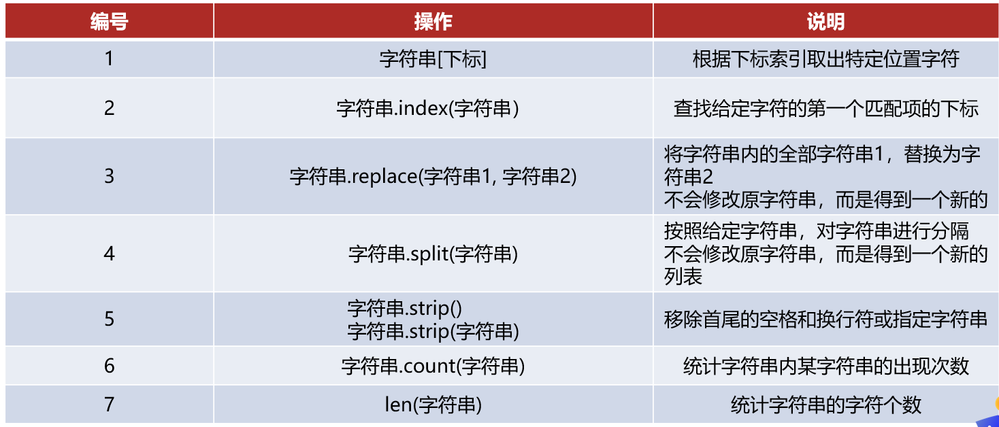 编号 操作 说明
1 字符串[下标] 根据下标索引取出特定位置字符
2 字符串.index(字符串） 查找给定字符的第一个匹配项的下标
3 字符串.replace(字符串1, 字符串2) 将字符串内的全部字符串1，替换为字
符串2
不会修改原字符串，而是得到一个新的
4 字符串.split(字符串) 按照给定字符串，对字符串进行分隔
不会修改原字符串，而是得到一个新的
列表
5 字符串.strip()
字符串.strip(字符串) 移除首尾的空格和换行符或指定字符串
6 字符串.count(字符串) 统计字符串内某字符串的出现次数
7 len(字符串) 统计字符串的字符个数